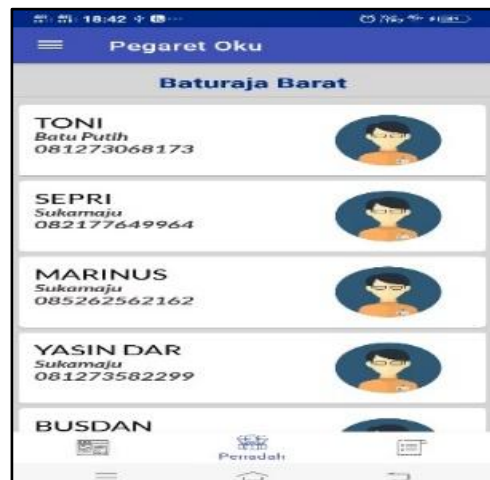 18:42
Pegaret Oku
Baturaja Barat
TONI
Batu Putih
081273068173
SEPRI
Sukamaju
082177649964
MARINUS
Sukamaju
085262562162
YASIN DAR
Sukamaju
081273582299
BUSDAN